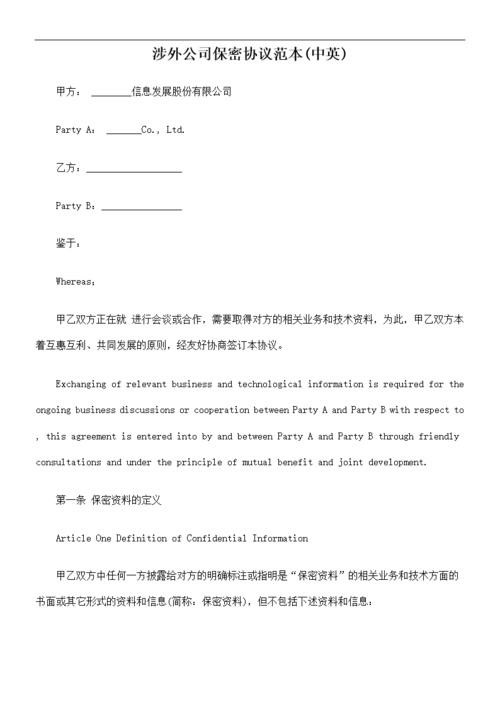 涉外公司保密协议范本(中英)
甲方： ________信息发展股份有限公司
Party A： _______Co., Ltd.
乙方：___________________
Party B：________________
鉴于：
Whereas：
甲乙双方正在就 进行会谈或合作，需要取得对方的相关业务和技术资料，为此，甲乙双方本
着互惠互利、共同发展的原则，经友好协商签订本协议。
Exchanging of relevant business and technological information is required for the
ongoing business discussions or cooperation between Party A and Party B with respect to
, this agreement is entered into by and between Party A and Party B through friendly
consultations and under the principle of mutual benefit and joint development.
第一条 保密资料的定义
Article One Definition of Confidential Information
甲乙双方中任何一方披露给对方的明确标注或指明是“保密资料”的相关业务和技术方面的
书面或其它形式的资料和信息(简称：保密资料)，但不包括下述资料和信息：